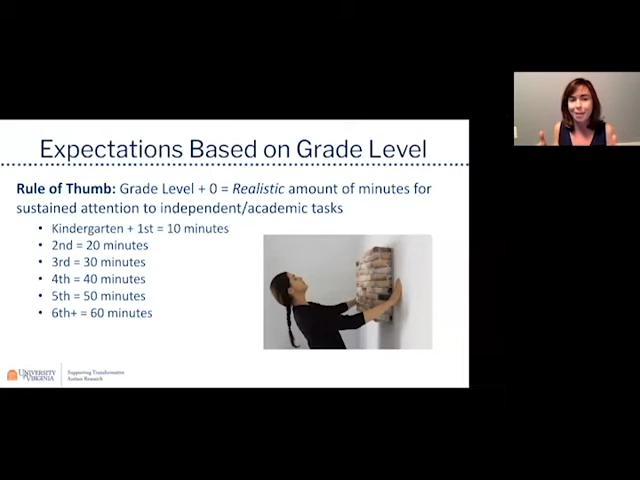 Expectations Based on Grade Level
Rule of Thumb: Grade Level + 0 = Realistic amount of minutes for
sustained attention to independent/academic tasks
• Kindergarten + 1st = 10 minutes
• 2nd = 20 minutes
• 3rd = 30 minutes
• 4th = 40 minutes
• 5th = 50 minutes
• 6th+ = 60 minutes
UNIVERSITY
of VIRGINIA
Supporting Transformative
Autism Research